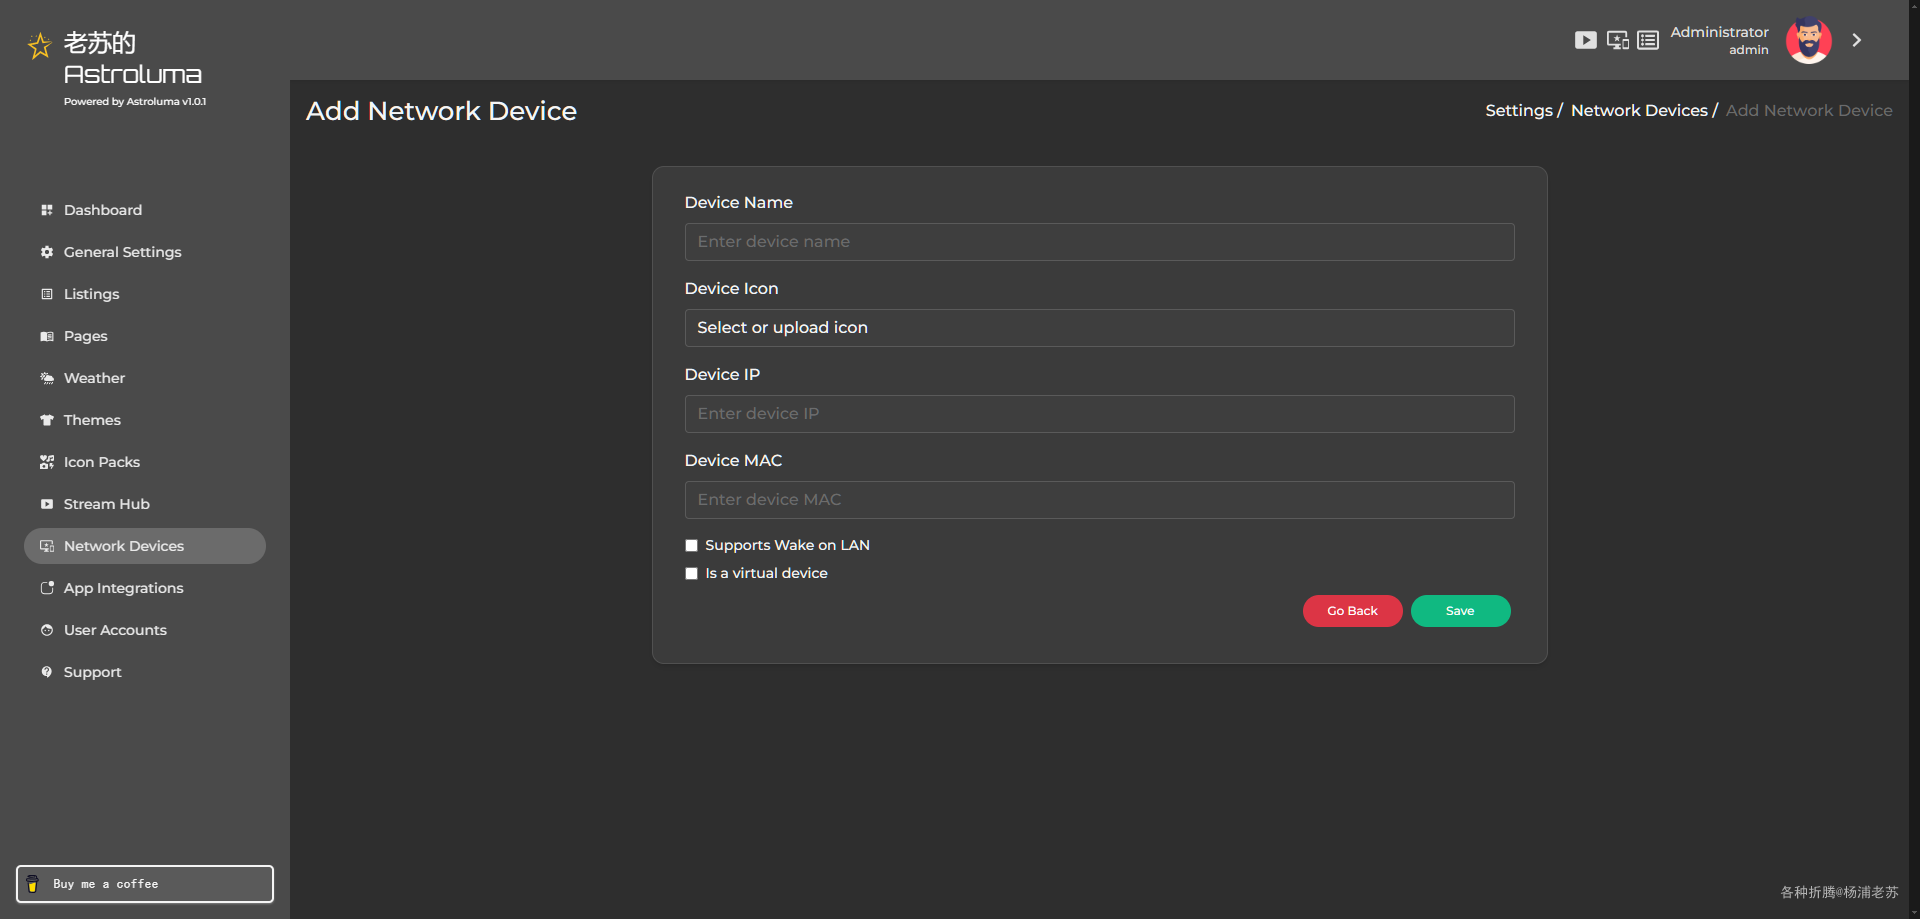 老苏的
Astroluma
Powered by Astroluma v1.0.1
Administrator
admin
Dashboard
General Settings
Listings
Pages
Weather
Themes
Icon Packs
Stream Hub
Network Devices
App Integrations
User Accounts
Support
Buy me a coffee
Add Network Device
Settings / Network Devices / Add Network Device
Device Name
Enter device name
Device Icon
Select or upload icon
Device IP
Enter device IP
Device MAC
Enter device MAC
Supports Wake on LAN
Is a virtual device
Go Back Save
各种折腾@杨浦老苏